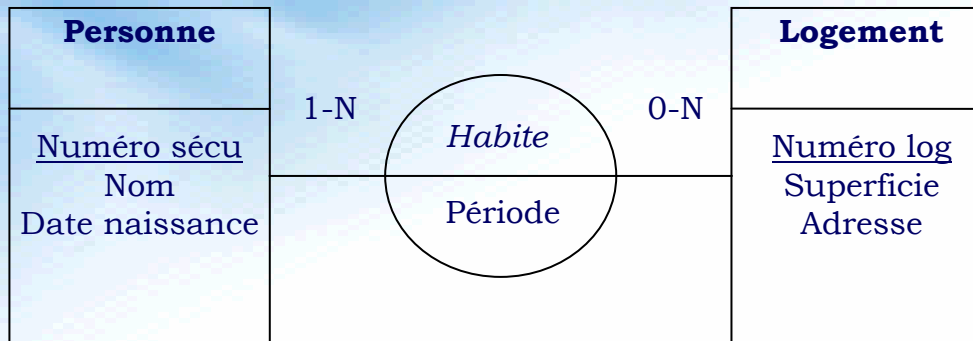 Personne
Numéro sécu
Nom
Date naissance
1-N
Habite
Période
0-N
Logement
Numéro log
Superficie
Adresse